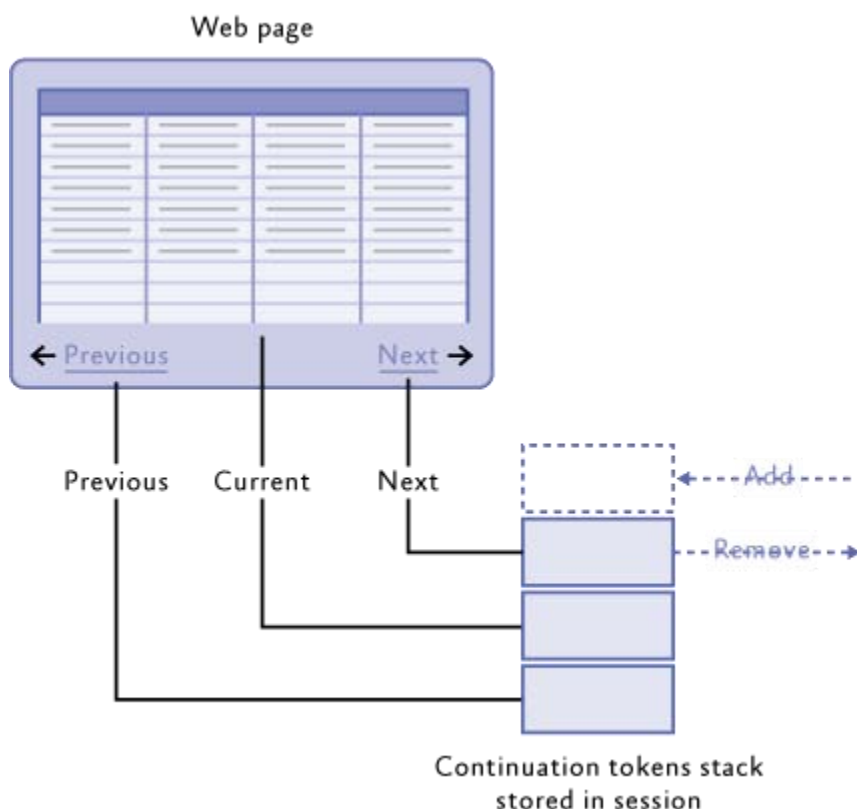 Web page
Previous
Next
Previous
Current
Next
Add
Remove
Continuation tokens stack
stored in session